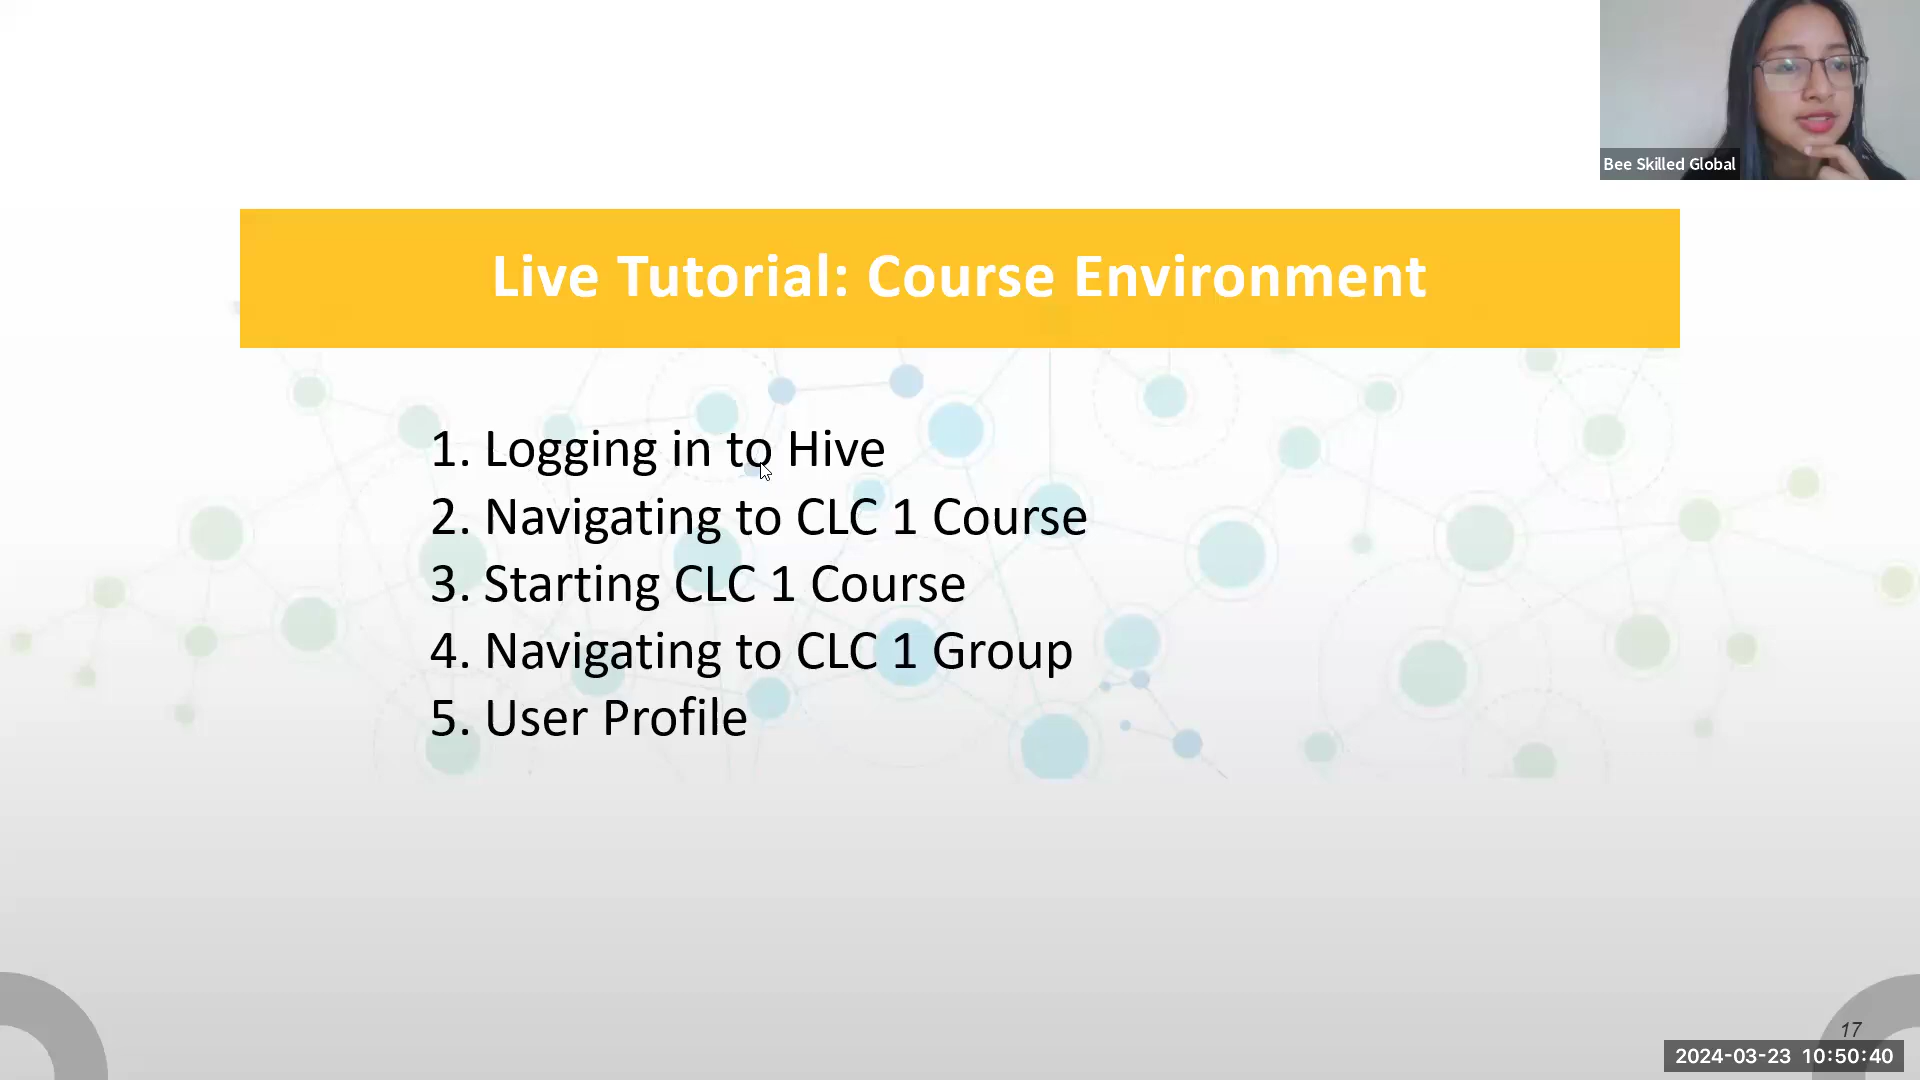 Bee Skilled Global
Live Tutorial: Course Environment
1. Logging in to Hive
2. Navigating to CLC 1 Course
3. Starting CLC 1 Course
4. Navigating to CLC 1 Group
5. User Profile
17
2024-03-23 10:50:40